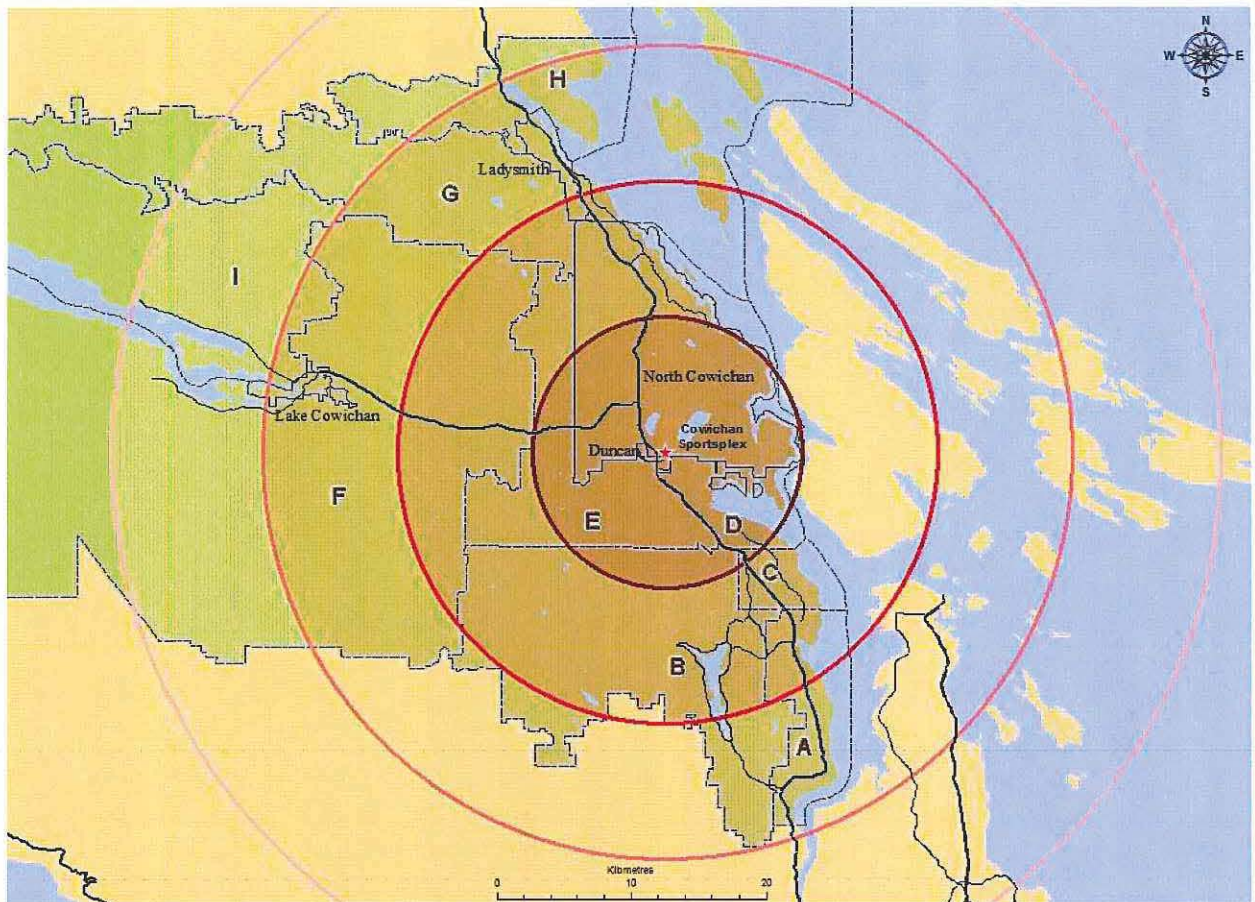 N
W E
S
H
Ladysmith
G
I
North Cowichan
Lake Cowichan
Cowichan
Sportsplex
Duncan
F
E
D
C
B
A
Kilometres
0 10 20